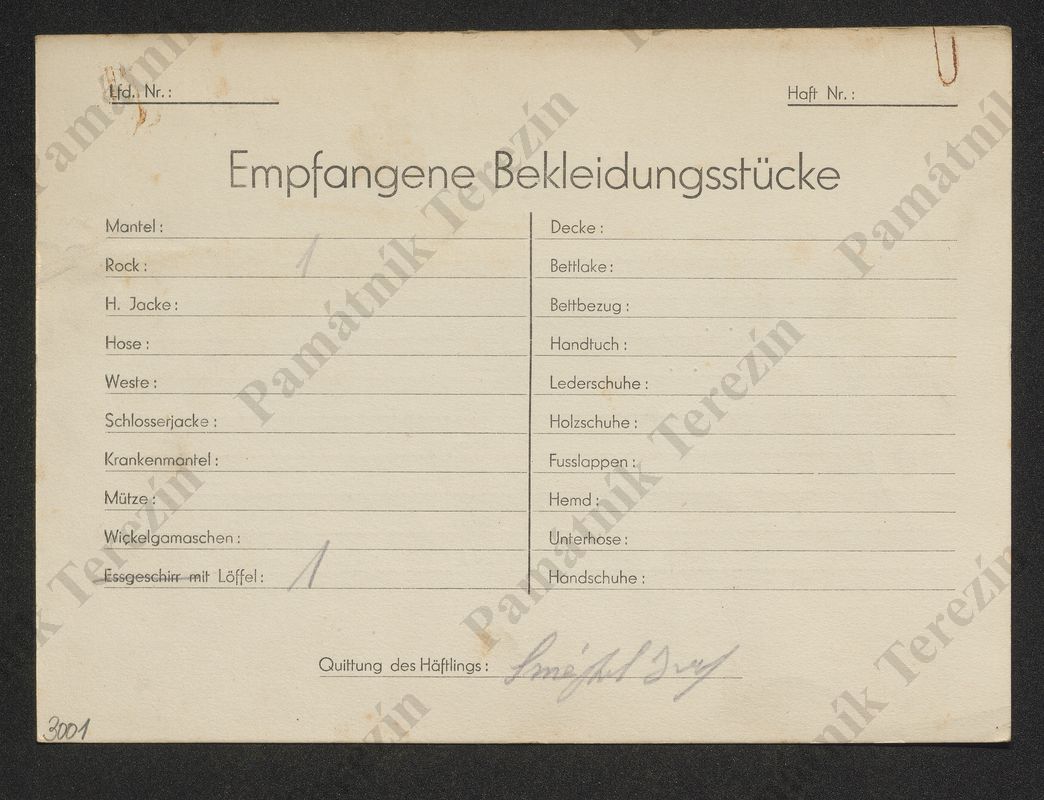 Lfd. Nr.:
Haft Nr.:
Empfangene Bekleidungsstücke
Mantel:
Rock: 1
H. Jacke:
Hose:
Weste:
Schlosserjacke:
Krankenmantel:
Mütze:
Wickelgamaschen:
Essgeschirr mit Löffel: 1
Decke:
Bettlake:
Bettbezug:
Handtuch:
Lederschuhe:
Holzschuhe:
Fusslappen:
Hemd:
Unterhose:
Handschuhe:
Quittung des Häftlings:
3001
Památník Terezín